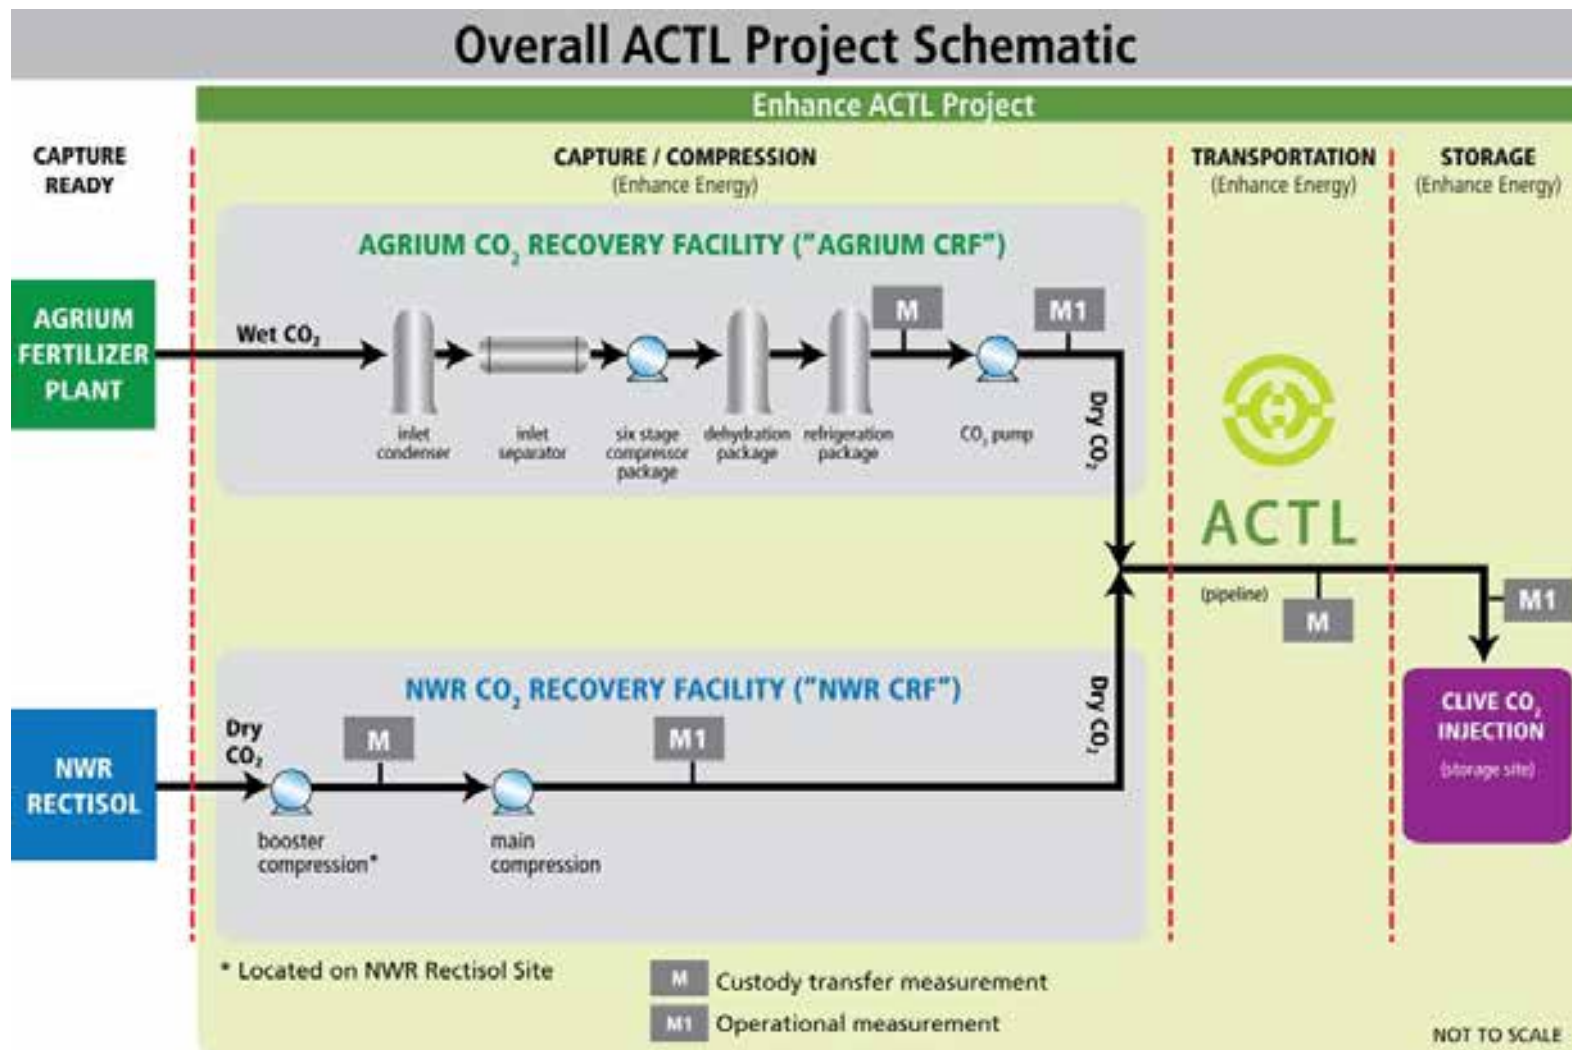 Overall ACTL Project Schematic
Enhance ACTL Project
CAPTURE
READY
CAPTURE / COMPRESSION
(Enhance Energy)
TRANSPORTATION
(Enhance Energy)
STORAGE
(Enhance Energy)
AGRIUM CO₂ RECOVERY FACILITY ("AGRIUM CRF")
AGRIUM
FERTILIZER
PLANT
Wet CO₂
M
M1
inlet
condenser
inlet
separator
six stage
compressor
package
dehydration
package
refrigeration
package
CO₂ pump
Dry CO₂
ACTL
(pipeline)
M
M1
NWR CO₂ RECOVERY FACILITY ("NWR CRF")
NWR
RECTISOL
Dry
CO₂
M
M1
Dry CO₂
booster
compression*
main
compression
CLIVE CO₂
INJECTION
(storage site)
* Located on NWR Rectisol Site
M Custody transfer measurement
M1 Operational measurement
NOT TO SCALE